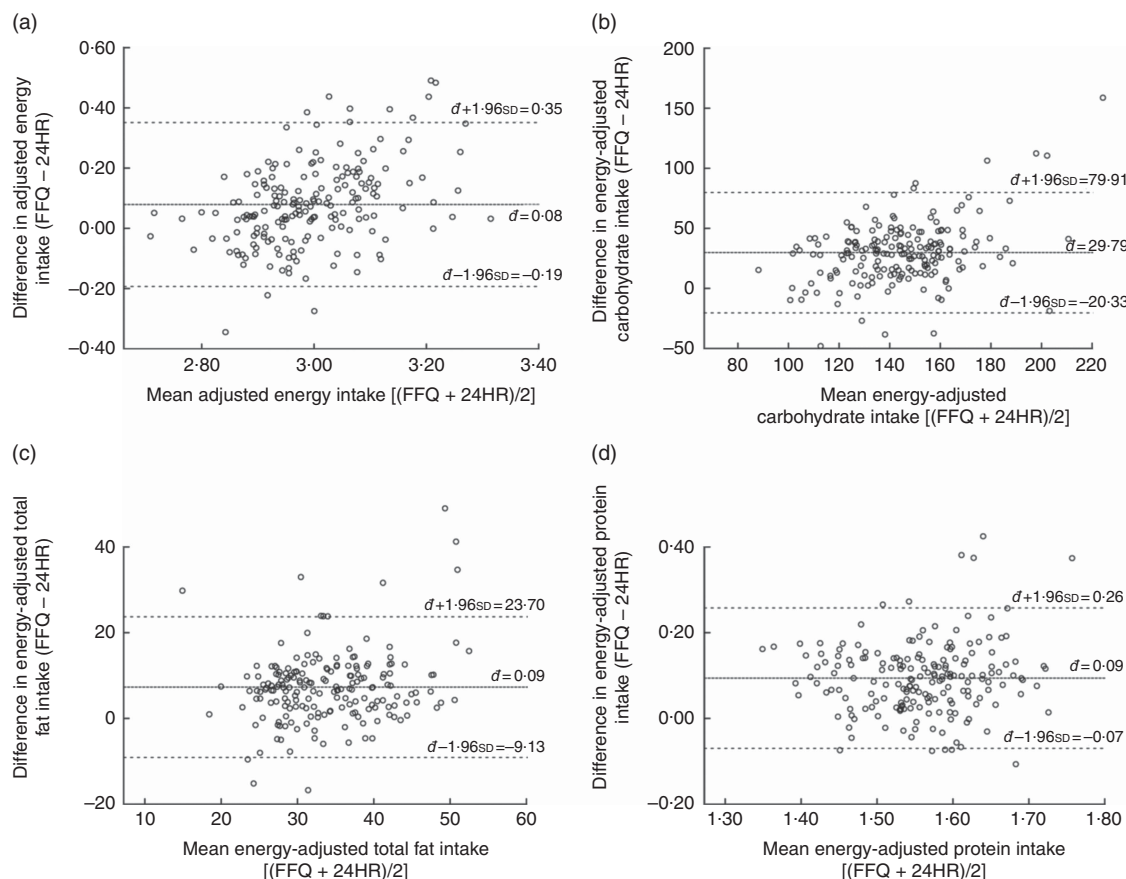 (a)
0·60
0·40
0·20
0·00
−0·20
−0·40
Difference in adjusted energy
intake (FFQ – 24HR)
d̄+1·96SD=0·35
d̄=0·08
d̄−1·96SD=−0·19
2·80 3·00 3·20 3·40
Mean adjusted energy intake [(FFQ + 24HR)/2]
(b)
200
150
100
50
0
−50
Difference in energy-adjusted
carbohydrate intake (FFQ – 24HR)
d̄+1·96SD=79·91
d̄=29·79
d̄−1·96SD=−20·33
80 100 120 140 160 180 200 220
Mean energy-adjusted
carbohydrate intake [(FFQ + 24HR)/2]
(c)
40
20
0
−20
Difference in energy-adjusted total
fat intake (FFQ – 24HR)
d̄+1·96SD=23·70
d̄=0·09
d̄−1·96SD=−9·13
10 20 30 40 50 60
Mean energy-adjusted total fat intake
[(FFQ + 24HR)/2]
(d)
0·40
0·20
0·00
−0·20
Difference in energy-adjusted protein
intake (FFQ – 24HR)
d̄+1·96SD=0·26
d̄=0·09
d̄−1·96SD=−0·07
1·30 1·40 1·50 1·60 1·70 1·80
Mean energy-adjusted protein intake
[(FFQ + 24HR)/2]